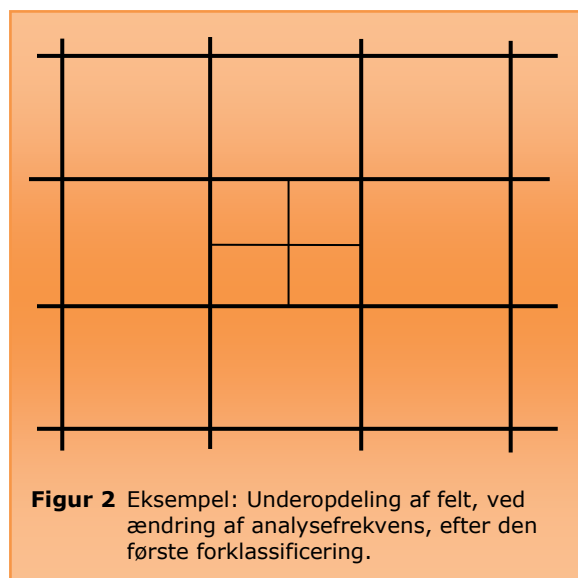 Figur 2 Eksempel: Underopdeling af felt, ved
ændring af analysefrekvens, efter den
første forklassificering.